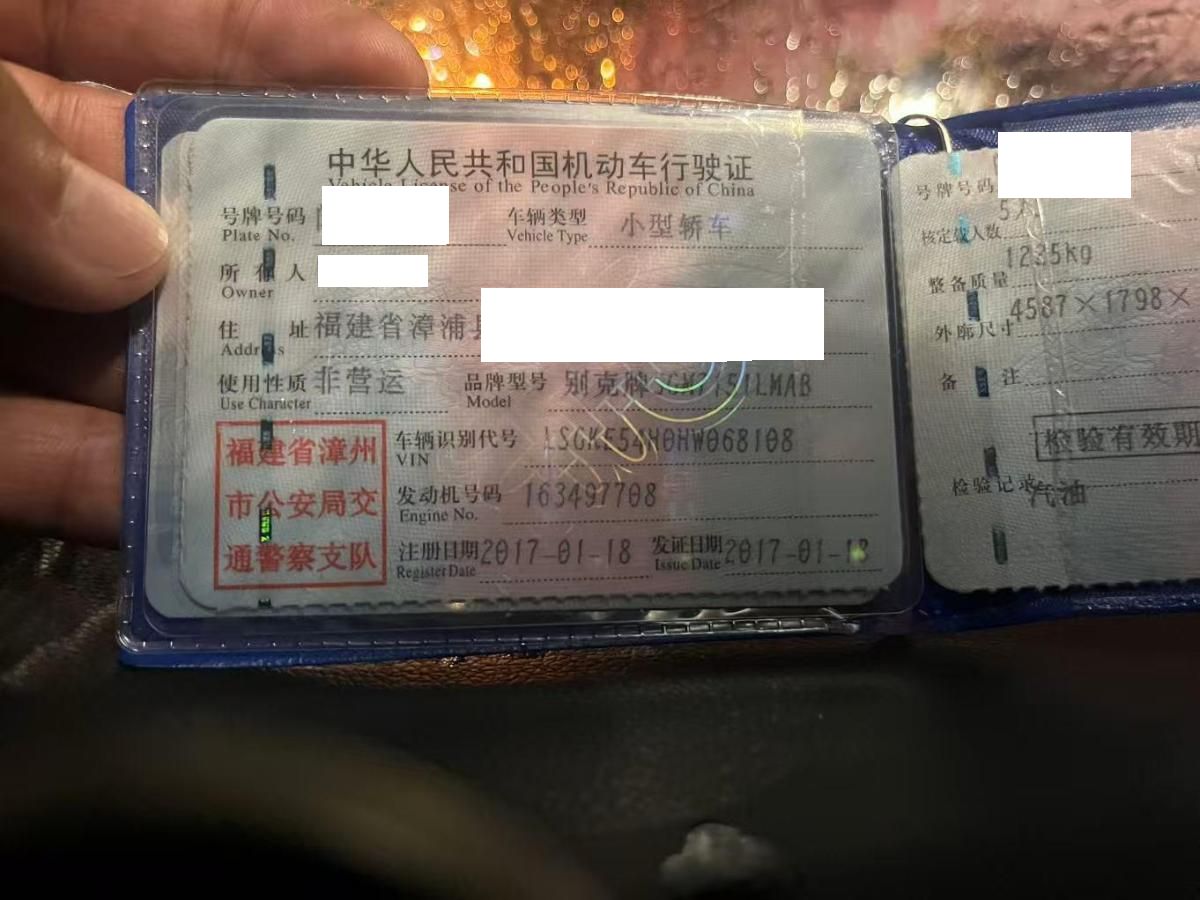 中华人民共和国机动车行驶证
Vehicle License of the People's Republic of China
号牌号码
Plate No.
车辆类型 小型轿车
Vehicle Type
所有人
Owner
住址 福建省漳浦县
Address
使用性质 非营运
Use Character
品牌型号 别克牌
Model
福建省漳州
市公安局交
通警察支队
车辆识别代号
VIN
发动机号码 163497708
Engine No.
注册日期 2017-01-18
Register Date
发证日期 2017-01-18
Issue Date
号牌号码
核定载人数 5人
整备质量 1235kg
外廓尺寸 4587×1798×
备注
检验有效期
检验记录
汽油